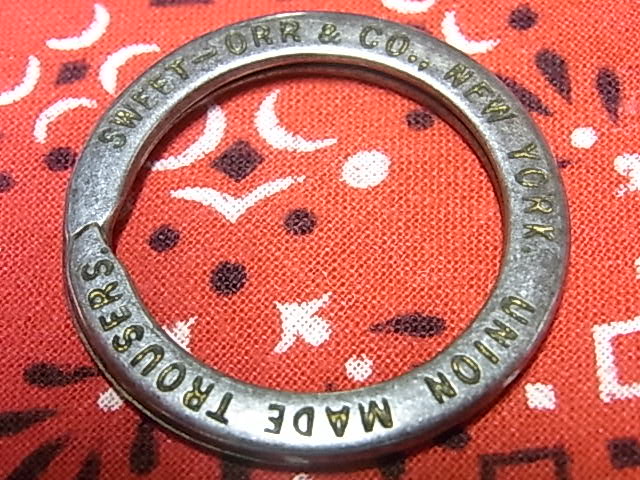 SWEET-ORR & CO., NEW YORK.
UNION MADE TROUSERS